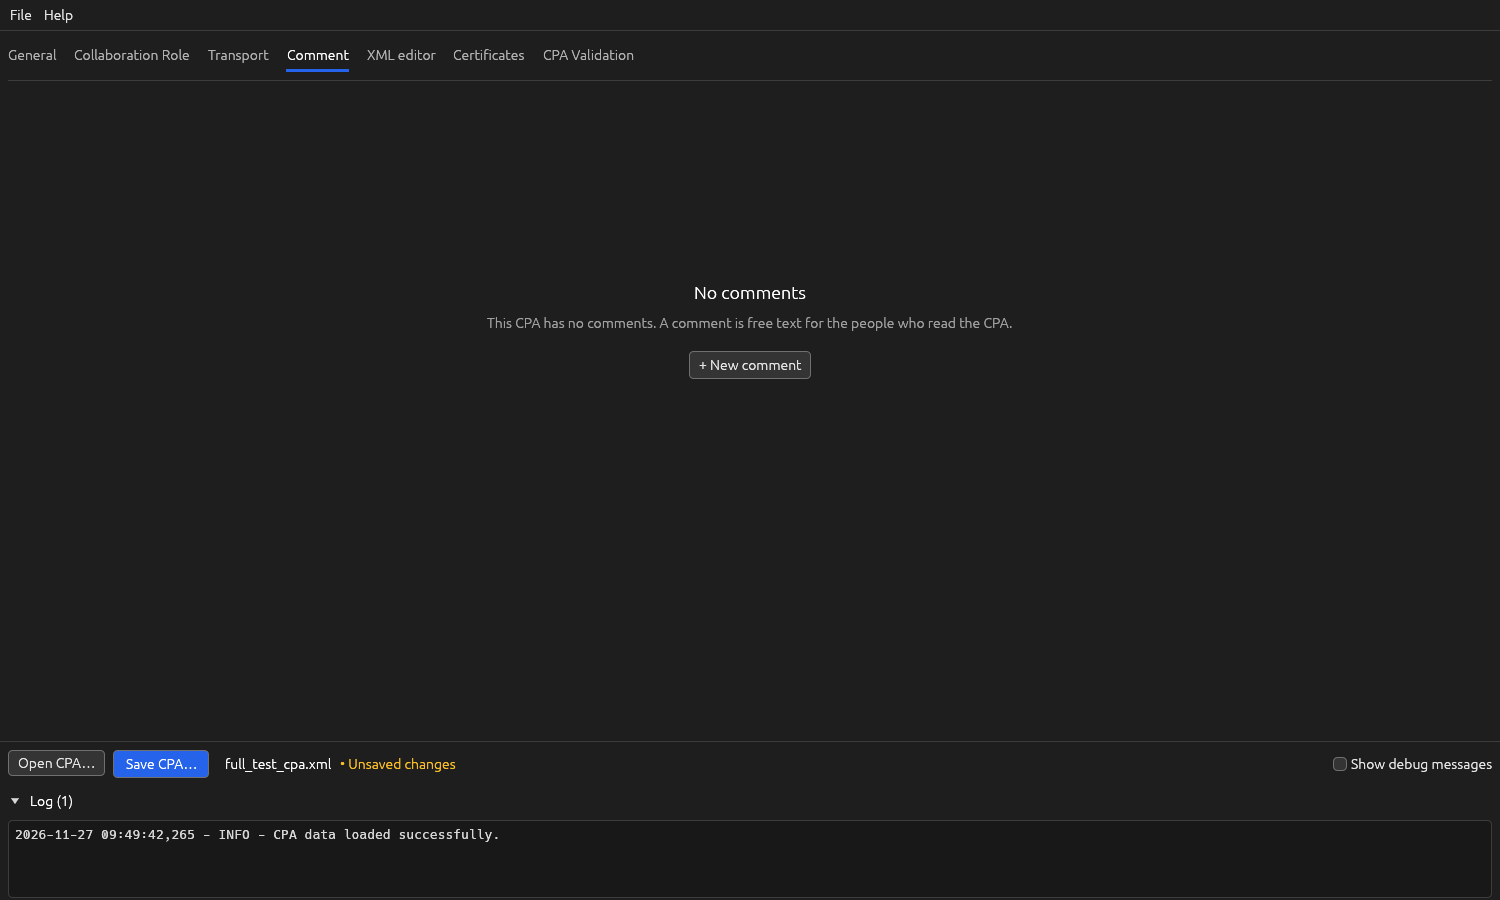 File Help
General Collaboration Role Transport Comment XML editor Certificates CPA Validation
No comments
This CPA has no comments. A comment is free text for the people who read the CPA.
+ New comment
Open CPA... Save CPA... full_test_cpa.xml • Unsaved changes Show debug messages
Log (1)
2026-11-27 09:49:42,265 - INFO - CPA data loaded successfully.